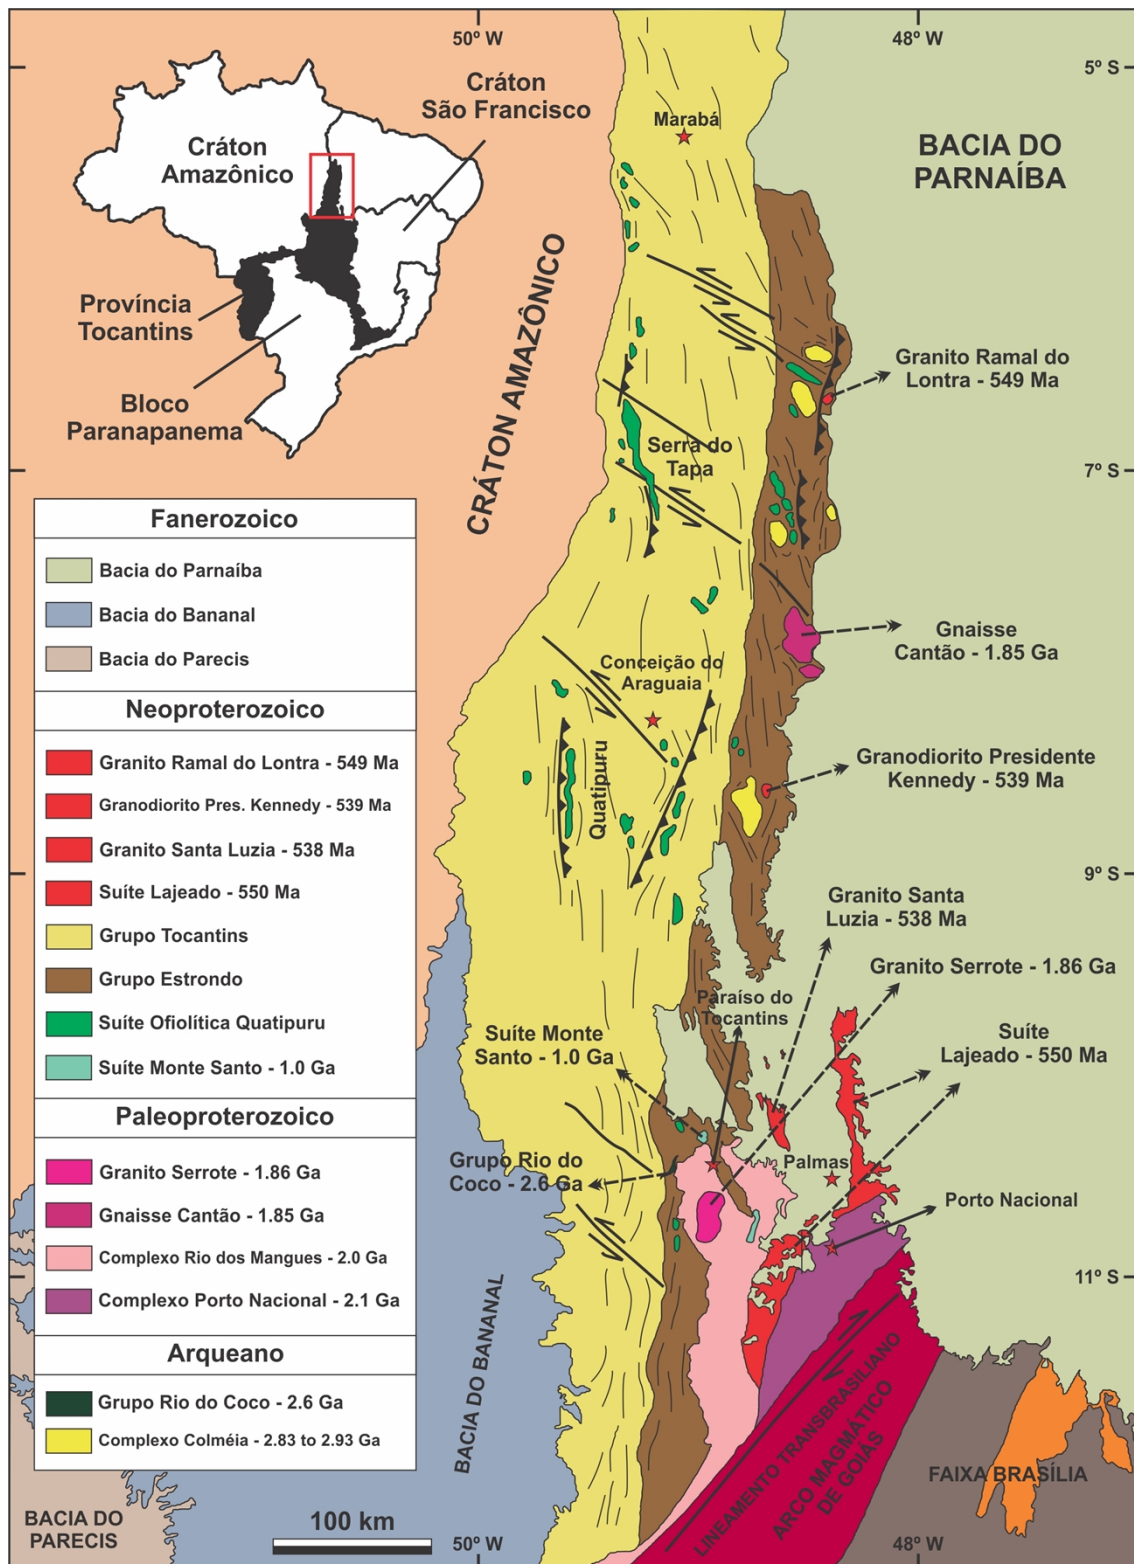 50º W
48º W
5º S
Cráton
São Francisco
Cráton
Amazônico
Província
Tocantins
Bloco
Paranapanema
CRÁTON AMAZÔNICO
Marabá
BACIA DO
PARNAÍBA
Granito Ramal do
Lontra - 549 Ma
Serra do
Tapa
7º S
Gnaisse
Cantão - 1.85 Ga
Conceição do
Araguaia
Quatipuru
Granodiorito Presidente
Kennedy - 539 Ma
9º S
Granito Santa
Luzia - 538 Ma
Granito Serrote - 1.86 Ga
Paraíso do
Tocantins
Suíte Monte
Santo - 1.0 Ga
Suíte
Lajeado - 550 Ma
Grupo Rio do
Coco - 2.6 Ga
Palmas
Porto Nacional
11º S
BACIA DO BANANAL
LINEAMENTO TRANSBRASILIANO
ARCO MAGMÁTICO
DE GOIÁS
FAIXA BRASÍLIA
Fanerozoico
Bacia do Parnaíba
Bacia do Bananal
Bacia do Parecis
Neoproterozoico
Granito Ramal do Lontra - 549 Ma
Granodiorito Pres. Kennedy - 539 Ma
Granito Santa Luzia - 538 Ma
Suíte Lajeado - 550 Ma
Grupo Tocantins
Grupo Estrondo
Suíte Ofiolítica Quatipuru
Suíte Monte Santo - 1.0 Ga
Paleoproterozoico
Granito Serrote - 1.86 Ga
Gnaisse Cantão - 1.85 Ga
Complexo Rio dos Mangues - 2.0 Ga
Complexo Porto Nacional - 2.1 Ga
Arqueano
Grupo Rio do Coco - 2.6 Ga
Complexo Colméia - 2.83 to 2.93 Ga
BACIA DO
PARECIS
100 km
50º W
48º W